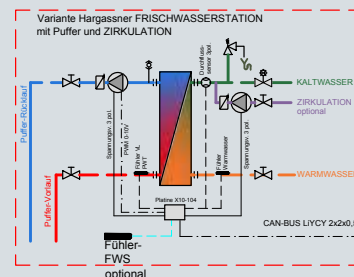 Variante Hargassner FRISCHWASSERSTATION
mit Puffer und ZIRKULATION
Durchfluss-
sensor 3pol.
KALTWASSER
ZIRKULATION
optional
Puffer-Rücklauf
Spannungsv. 3 pol.
PWM 0-10V
Fühler VL
PWT
Fühler
Warmwasser
Spannungsv. 3 pol.
WARMWASSER
Puffer-Vorlauf
Platine X10-104
CAN-BUS LiYCY 2x2x0,
Fühler-
FWS
optional